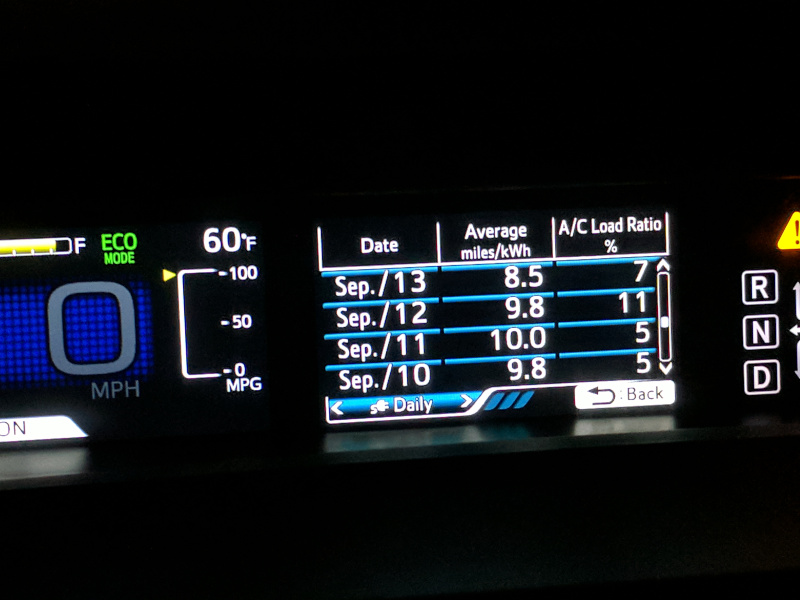 F
ECO
MODE
60°F
100
50
0
MPG
0
MPH
ON
Date
Average
miles/kWh
A/C Load Ratio
%
Sep./13 8.5 7
Sep./12 9.8 11
Sep./11 10.0 5
Sep./10 9.8 5
< Daily >
: Back
R
N
D
!